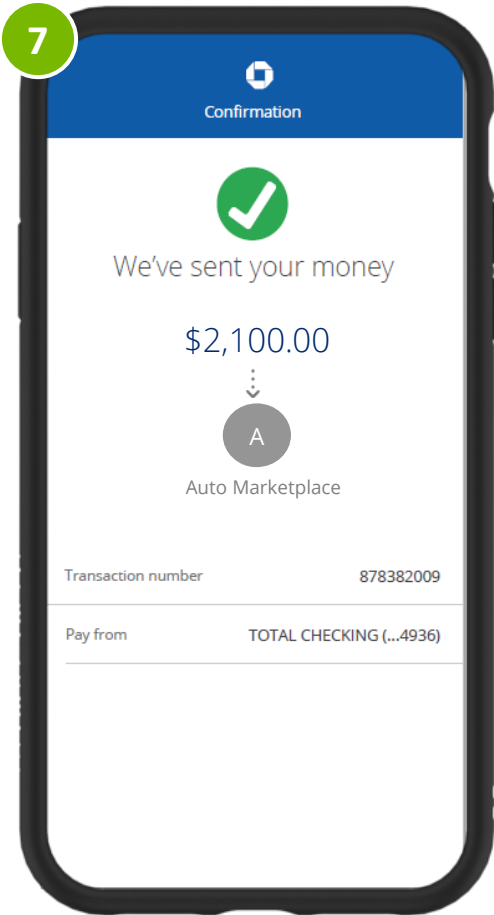 7
Confirmation
We've sent your money
$2,100.00
A
Auto Marketplace
Transaction number 878382009
Pay from TOTAL CHECKING (...4936)